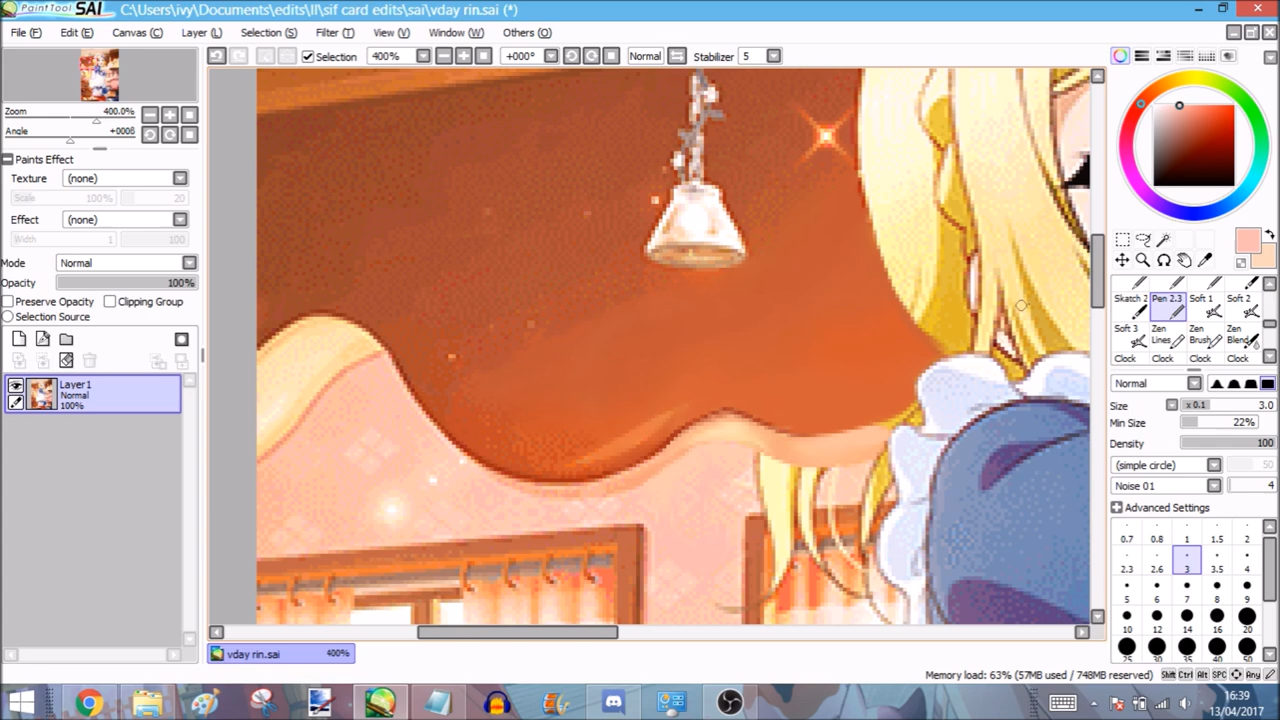 PaintTool SAI C:\Users\ivy\Documents\edits\ll\sif card edits\sai\vday rin.sai (*)
File (F) Edit (E) Canvas (C) Layer (L) Selection (S) Filter (T) View (V) Window (W) Others (O)
Selection 400% +000° Normal Stabilizer 5
Zoom 400.0%
Angle +0006
Paints Effect
Texture (none)
Scale 100% 20
Effect (none)
Width 1 100
Mode Normal
Opacity 100%
Preserve Opacity Clipping Group
Selection Source
Layer1
Normal
100%
Skatch 2 Pen 2.3 Soft 1 Soft 2
Soft 3 Zen Lines Zen Brush Zen Blend
Clock Clock Clock Clock
Normal
Size x 0.1 3.0
Min Size 22%
Density 100
(simple circle) 50
Noise 01 4
Advanced Settings
0.7 0.8 1 1.5 2
2.3 2.6 3 3.5 4
5 6 7 8 9
10 12 14 16 20
25 30 35 40 50
vday rin.sai 400%
Memory load: 63% (57MB used / 748MB reserved) Shift Ctrl Alt SPC Any
16:39
13/04/2017